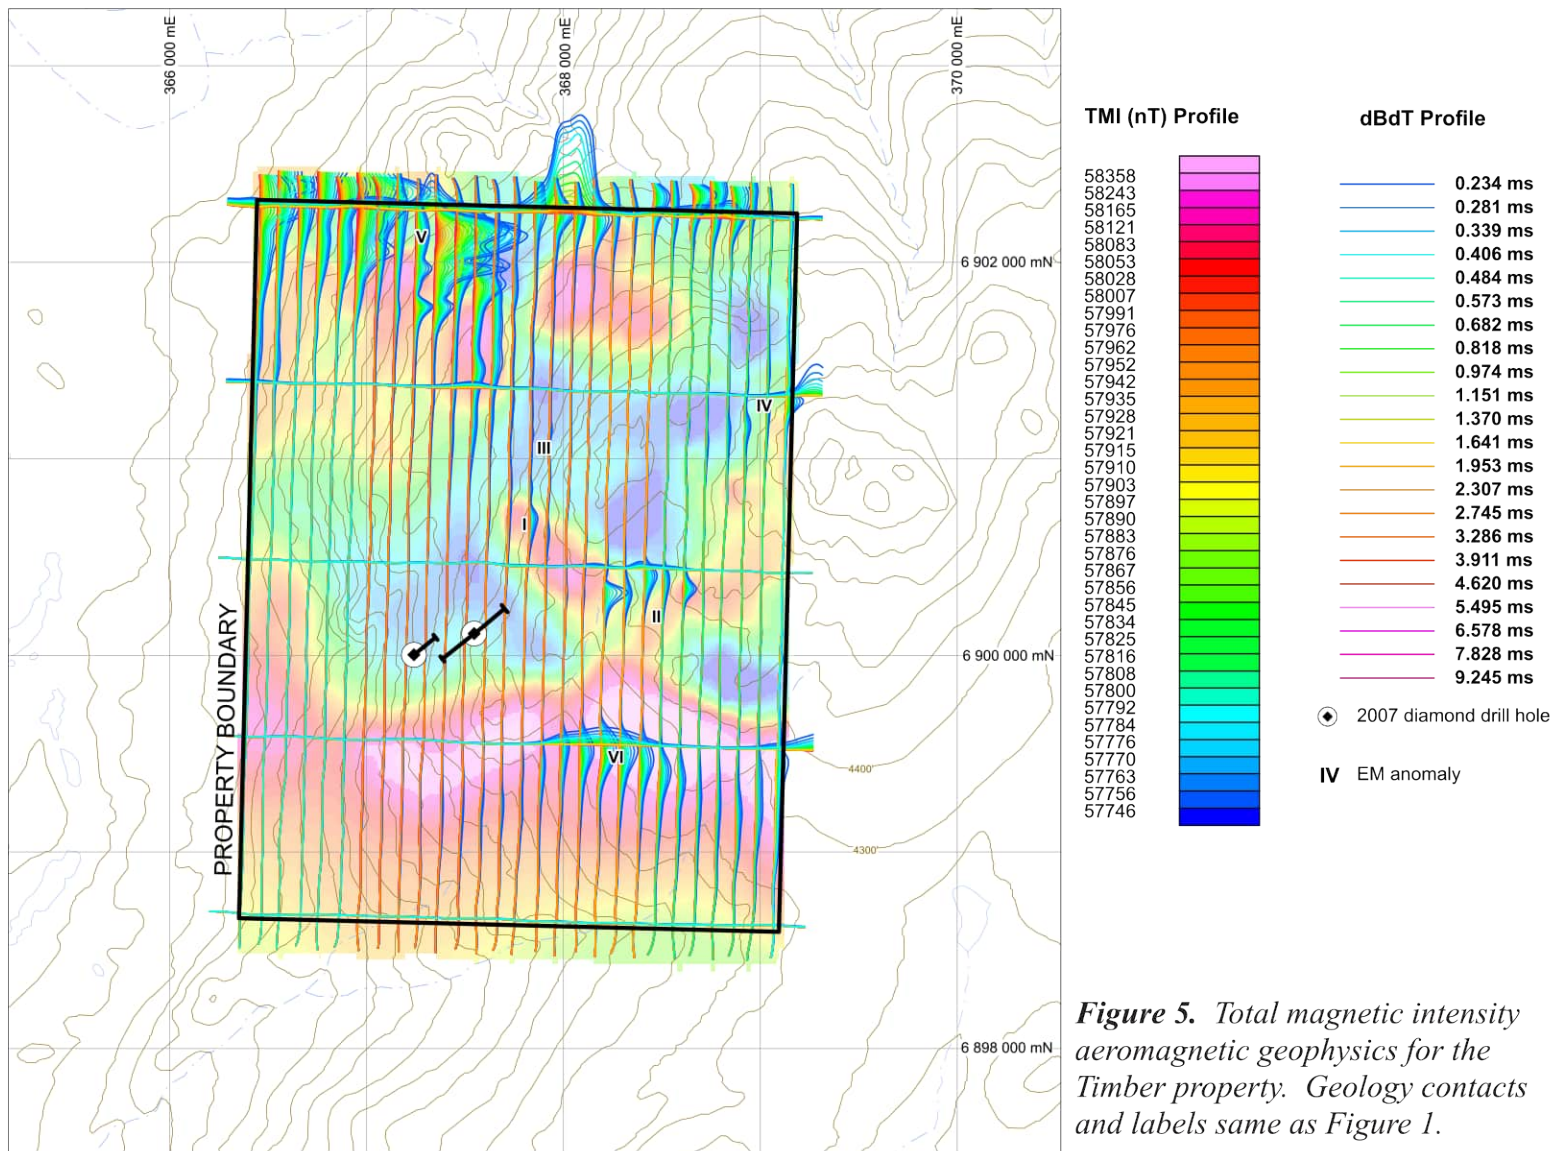 366 000 mE
368 000 mE
370 000 mE
6 902 000 mN
6 900 000 mN
6 898 000 mN
V
IV
III
I
II
VI
4400'
4300'
PROPERTY BOUNDARY
TMI (nT) Profile
58358
58243
58165
58121
58083
58053
58028
58007
57991
57976
57962
57952
57942
57935
57928
57921
57915
57910
57903
57897
57890
57883
57876
57867
57856
57845
57834
57825
57816
57808
57800
57792
57784
57776
57770
57763
57756
57746
dBdT Profile
0.234 ms
0.281 ms
0.339 ms
0.406 ms
0.484 ms
0.573 ms
0.682 ms
0.818 ms
0.974 ms
1.151 ms
1.370 ms
1.641 ms
1.953 ms
2.307 ms
2.745 ms
3.286 ms
3.911 ms
4.620 ms
5.495 ms
6.578 ms
7.828 ms
9.245 ms
2007 diamond drill hole
IV EM anomaly
Figure 5. Total magnetic intensity
aeromagnetic geophysics for the
Timber property. Geology contacts
and labels same as Figure 1.